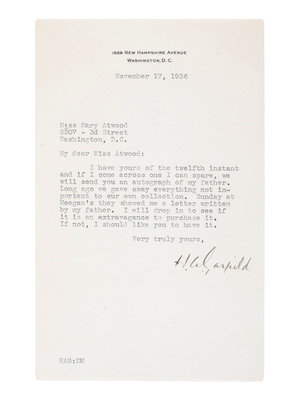 1529 NEW HAMPSHIRE AVENUE
WASHINGTON, D. C.
November 17, 1936
Miss Mary Atwood
5307 - 3d Street
Washington, D.C.
My dear Miss Atwood:
I have yours of the twelfth instant
and if I come across one I can spare, we
will send you an autograph of my father.
Long ago we gave away everything not im-
portant to our own collection. Sunday at
Keegan's they showed me a letter written
by my father. I will drop in to see if
it is an extravagance to purchase it.
If not, I should like you to have it.
Very truly yours,
H. A. Garfield
HAG:LM